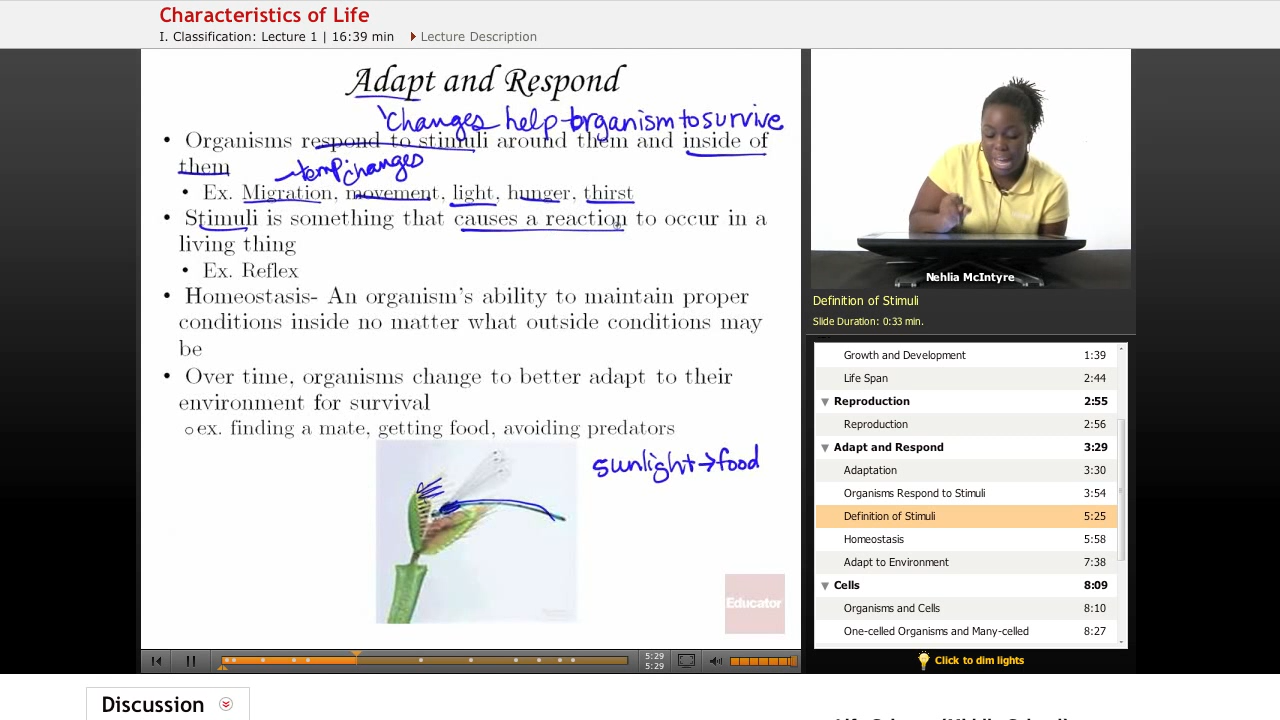 Characteristics of Life
I. Classification: Lecture 1 | 16:39 min
Lecture Description
Adapt and Respond
Changes help organism to survive
• Organisms respond to stimuli around them and inside of
them
temp changes
• Ex. Migration, movement, light, hunger, thirst
• Stimuli is something that causes a reaction to occur in a
living thing
• Ex. Reflex
• Homeostasis- An organism's ability to maintain proper
conditions inside no matter what outside conditions may
be
• Over time, organisms change to better adapt to their
environment for survival
o ex. finding a mate, getting food, avoiding predators
sunlight → food
Educator
5:29
5:29
Nehlia McIntyre
Definition of Stimuli
Slide Duration: 0:33 min.
Growth and Development 1:39
Life Span 2:44
Reproduction 2:55
Reproduction 2:56
Adapt and Respond 3:29
Adaptation 3:30
Organisms Respond to Stimuli 3:54
Definition of Stimuli 5:25
Homeostasis 5:58
Adapt to Environment 7:38
Cells 8:09
Organisms and Cells 8:10
One-celled Organisms and Many-celled 8:27
Click to dim lights
Discussion